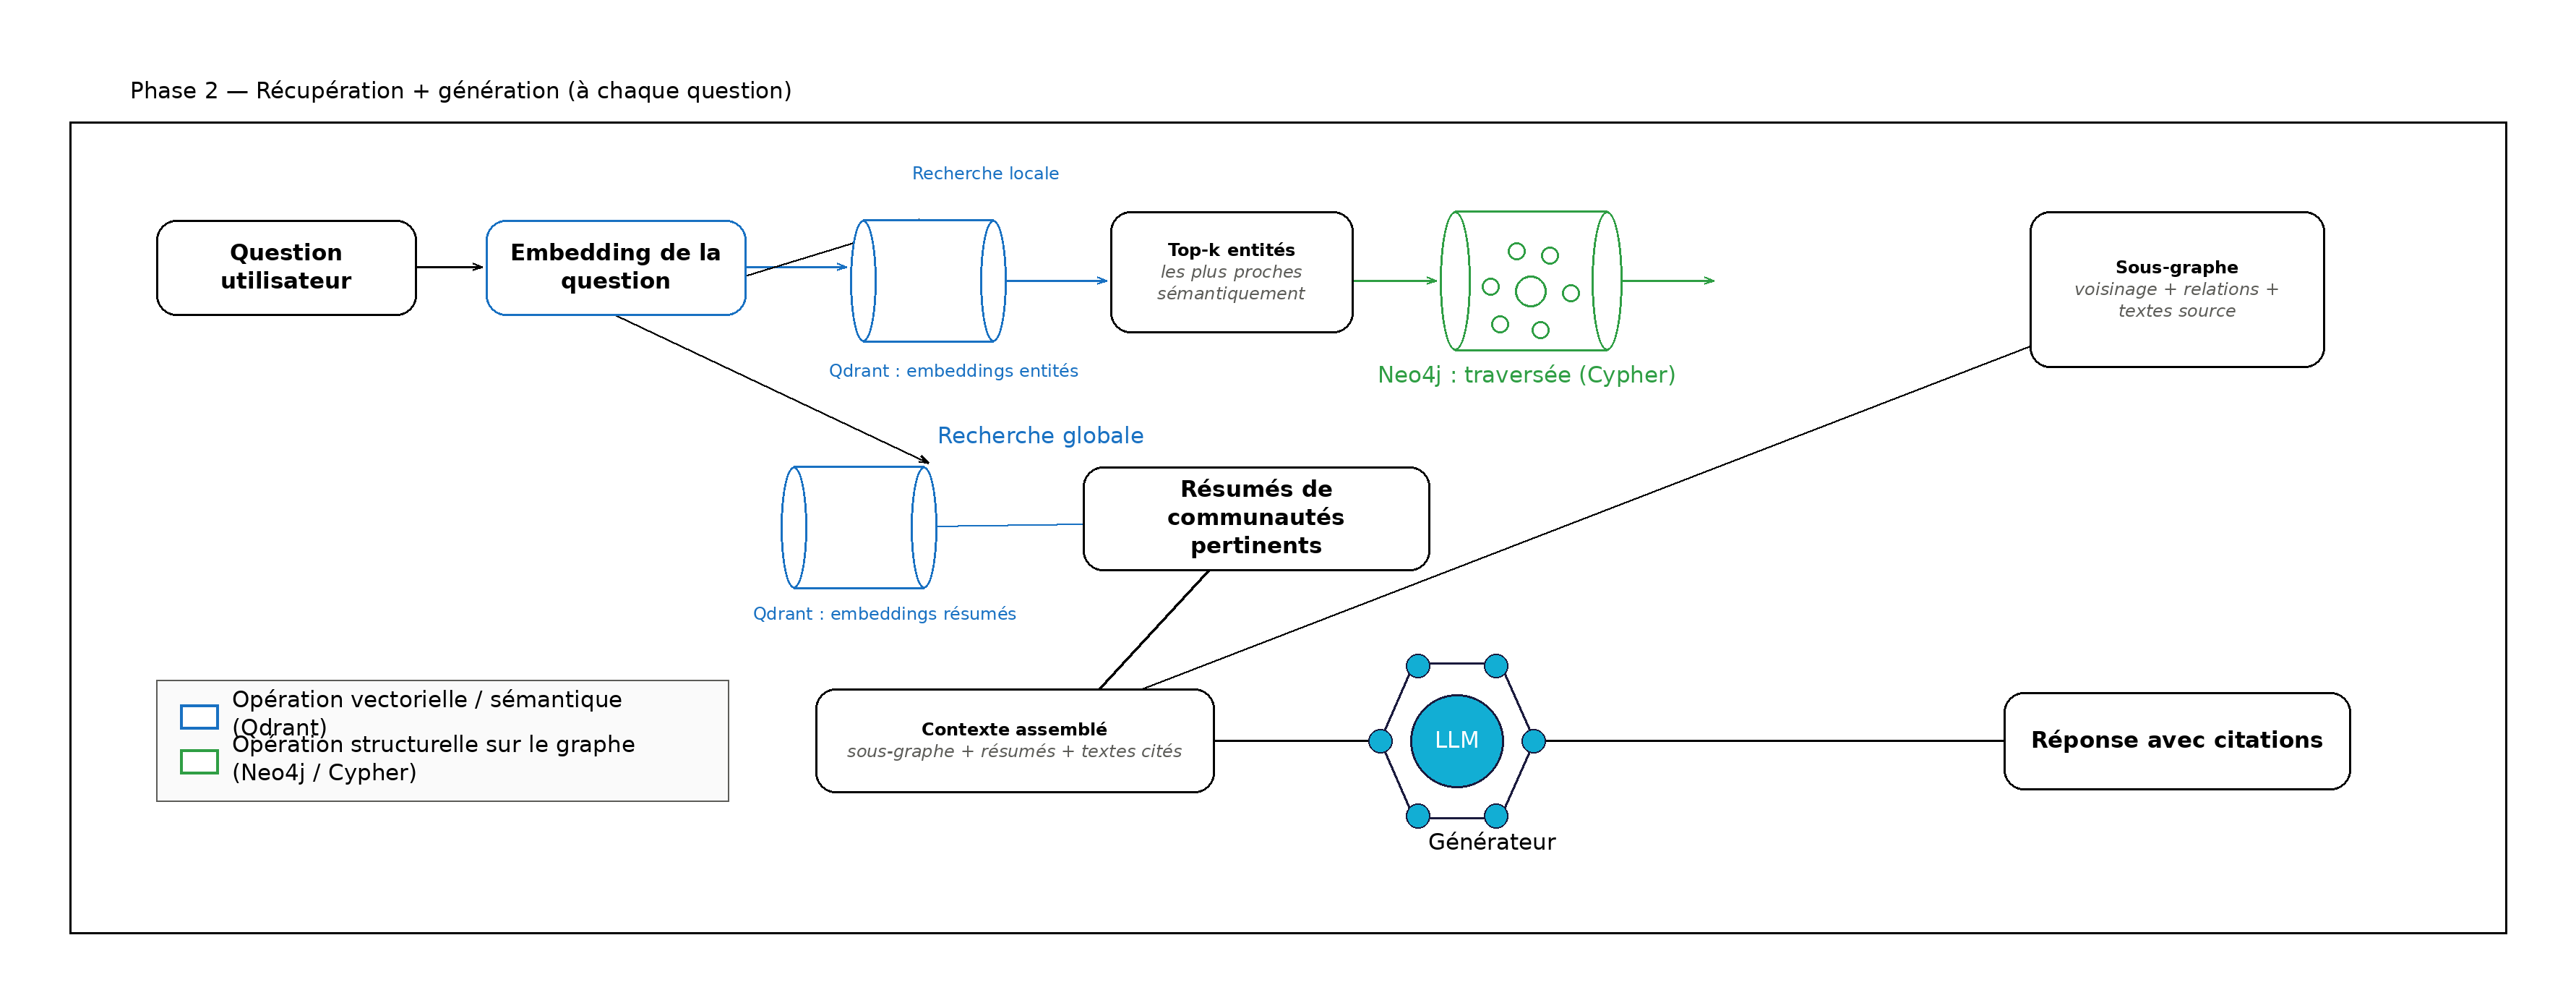 Phase 2 — Récupération + génération (à chaque question)
Recherche locale
Question
utilisateur
Embedding de la
question
Top-k entités
les plus proches
sémantiquement
Sous-graphe
voisinage + relations +
textes source
Qdrant : embeddings entités
Neo4j : traversée (Cypher)
Recherche globale
Résumés de
communautés
pertinents
Qdrant : embeddings résumés
Opération vectorielle / sémantique
(Qdrant)
Opération structurelle sur le graphe
(Neo4j / Cypher)
Contexte assemblé
sous-graphe + résumés + textes cités
LLM
Générateur
Réponse avec citations